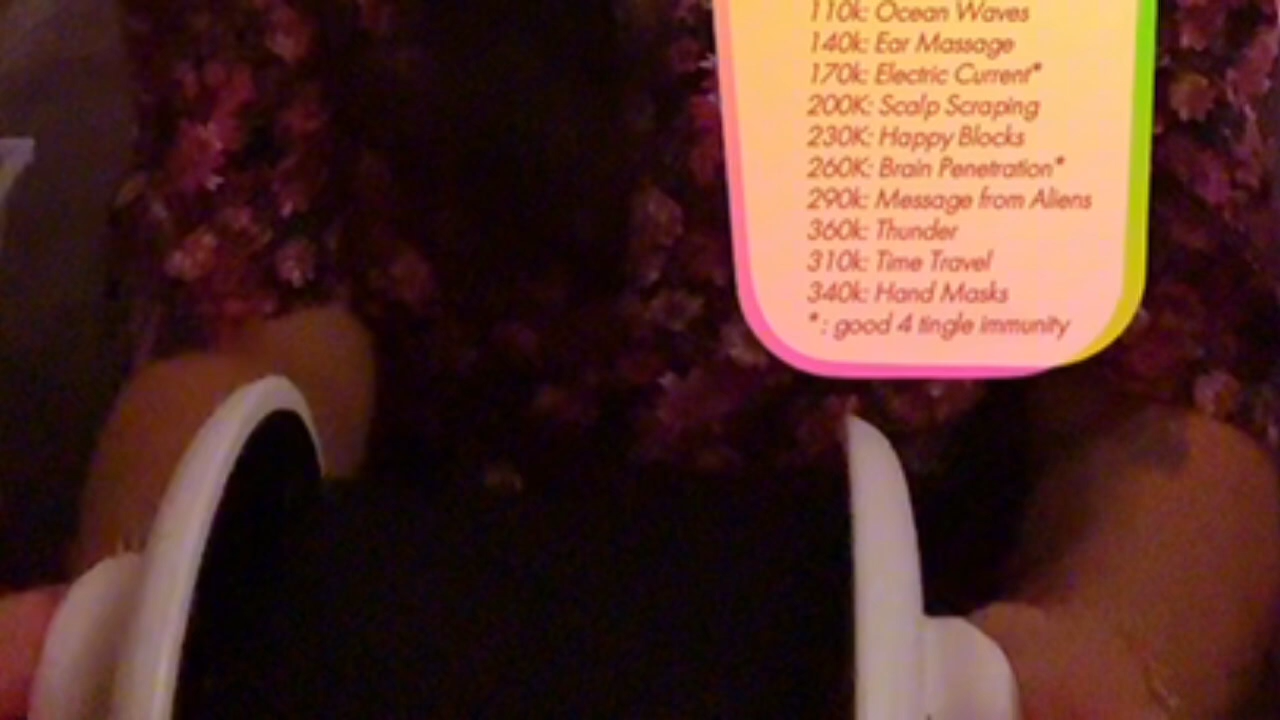 110k: Ocean Waves
140k: Ear Massage
170k: Electric Current*
200K: Scalp Scraping
230K: Happy Blocks
260K: Brain Penetration*
290k: Message from Aliens
360k: Thunder
310k: Time Travel
340k: Hand Masks
* : good 4 tingle immunity